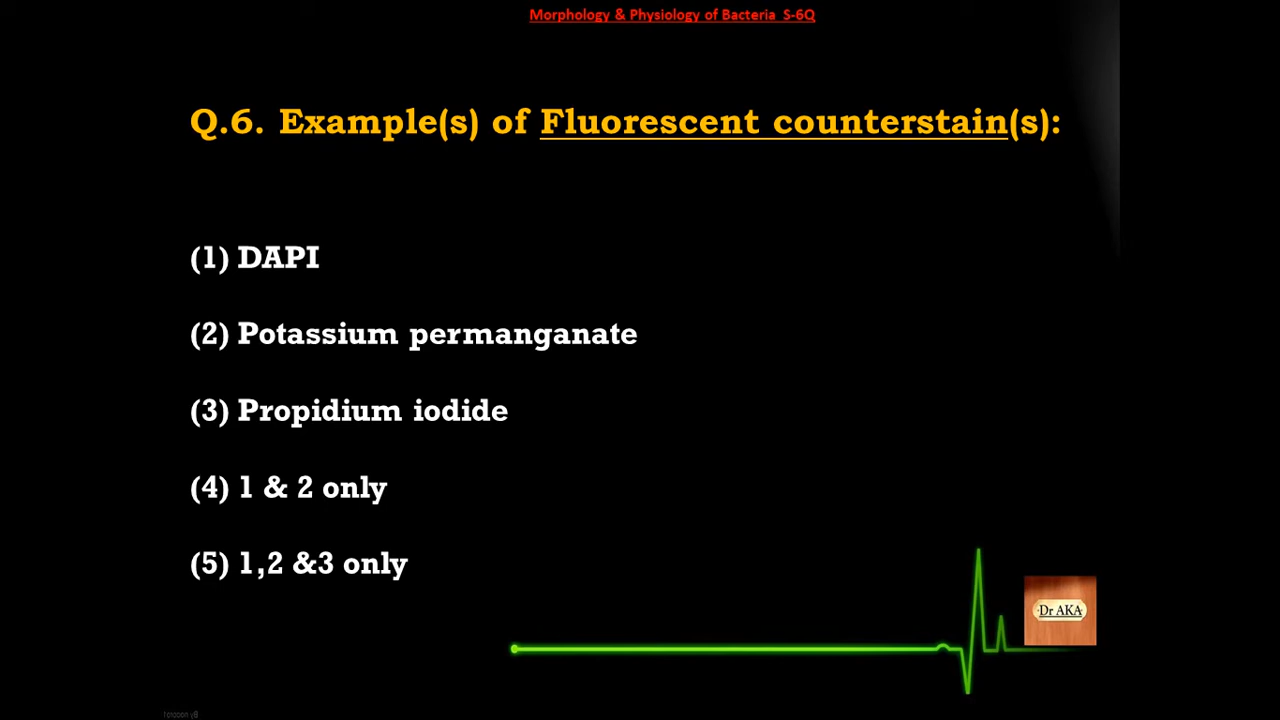 Morphology & Physiology of Bacteria S-6Q
Q.6. Example(s) of Fluorescent counterstain(s):
(1) DAPI
(2) Potassium permanganate
(3) Propidium iodide
(4) 1 & 2 only
(5) 1,2 &3 only
Dr AKA